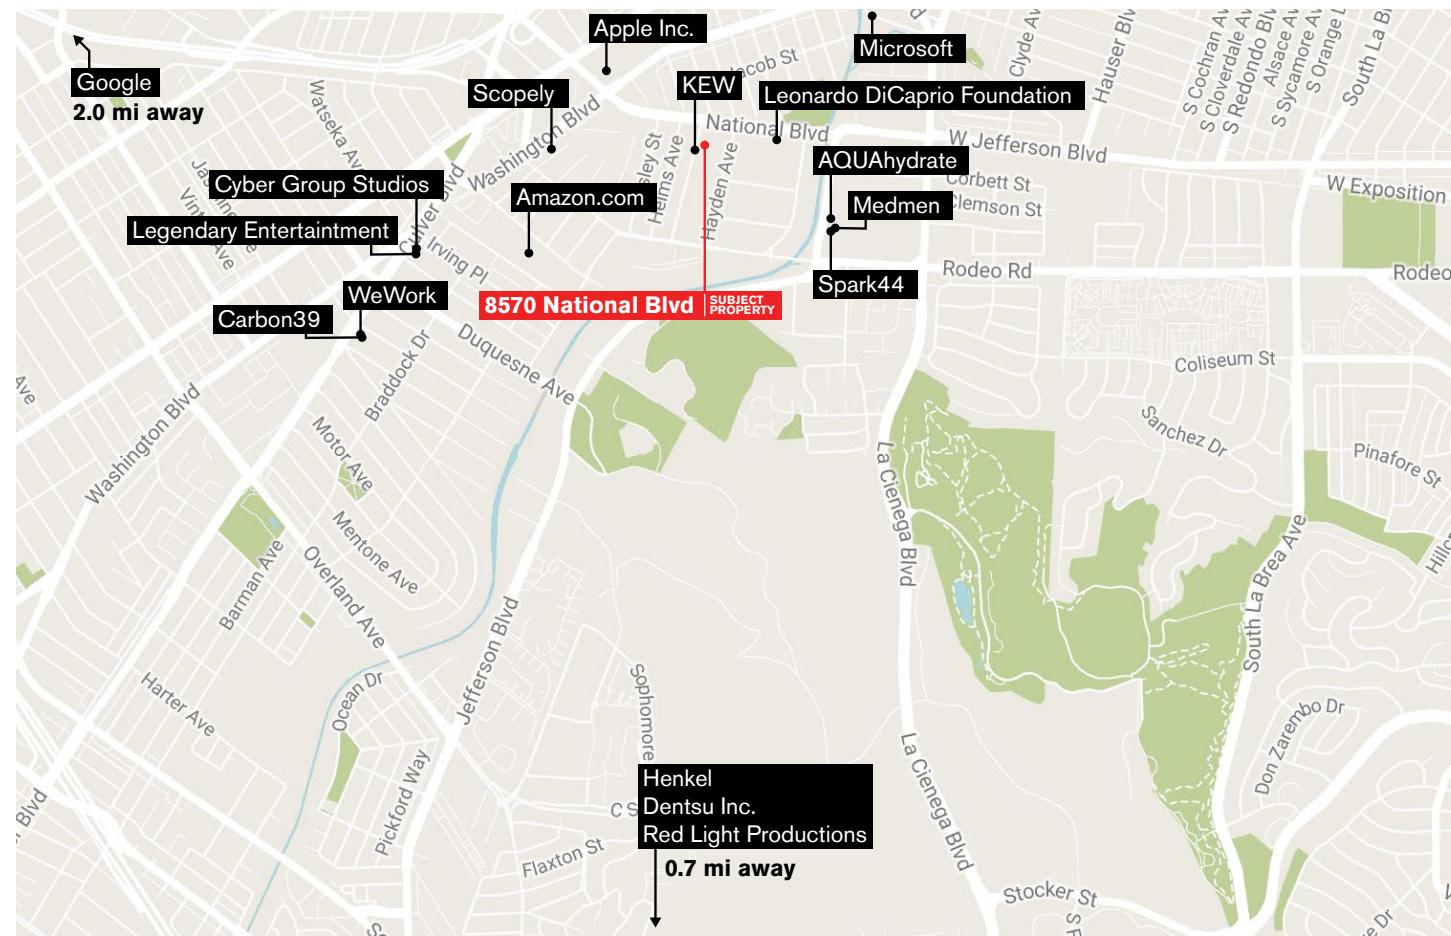 Apple Inc.
Microsoft
Google
2.0 mi away
Scopely
KEW
Leonardo DiCaprio Foundation
Jacob St
Clyde Av
Hauser Blv
S Cochran Av
S Cloverdale Av
S Redondo Blv
Alsace Av
S Sycamore Av
S Orange
South La Br
Watseka Av
Washington Blvd
National Blvd
W Jefferson Blvd
AQUAhydrate
Corbett St
Clemson St
Medmen
W Exposition
Cyber Group Studios
Legendary Entertaintment
Amazon.com
Culver Blvd
Irving Pl
Helms Ave
Hayden Ave
Rodeo Rd
Rodeo
Spark44
8570 National Blvd
SUBJECT
PROPERTY
WeWork
Carbon39
Duquesne Ave
Braddock Dr
Coliseum St
Ave
Washington Blvd
Motor Ave
Sanchez Dr
Pinafore St
La Cienega Blvd
Mentone Ave
Barman Ave
Overland Ave
South La Brea Ave
Jefferson Blvd
Harter Ave
Ocean Dr
Sophomore
Don Zarembo Dr
La Cienega Blvd
Pickford Way
Henkel
Dentsu Inc.
Red Light Productions
0.7 mi away
C S
Flaxton St
Stocker St